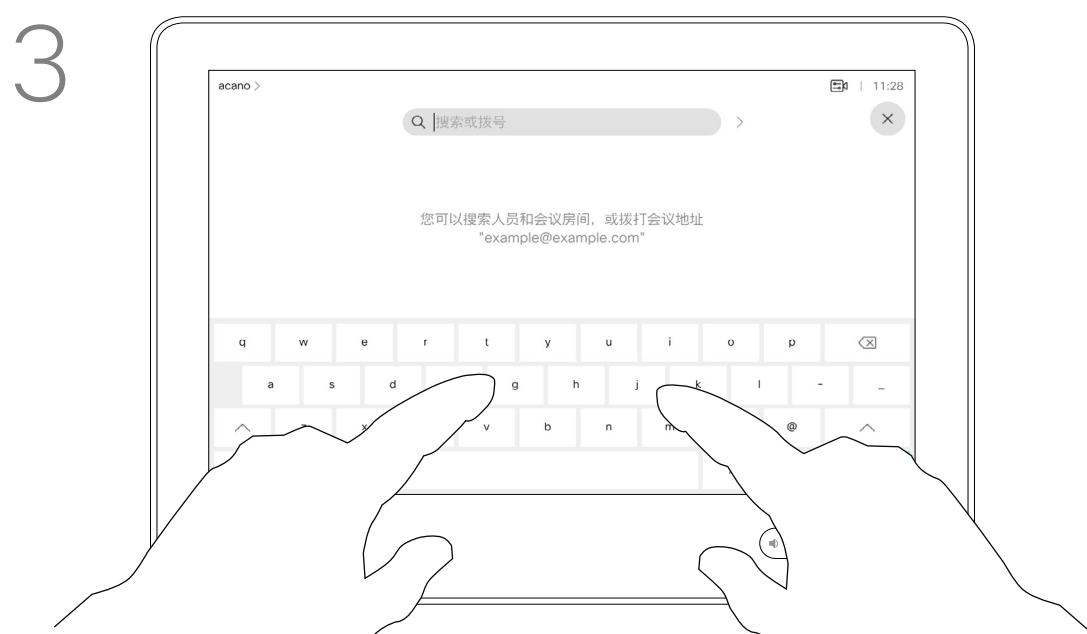 3
acano >
11:28
搜索或拨号
您可以搜索人员和会议房间，或拨打会议地址
"example@example.com"
q w e r t y u i o p
a s d g h j k l - _
x v b n m @